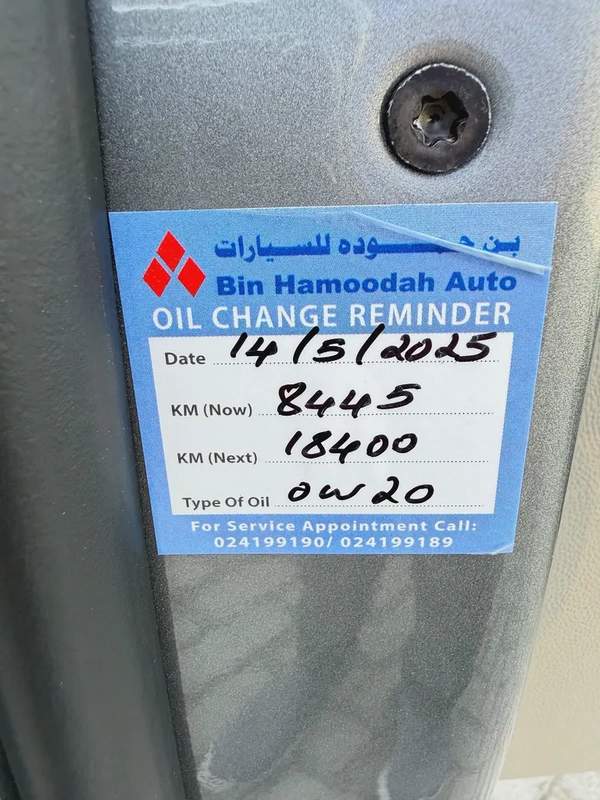 بن حموده للسيارات
Bin Hamoodah Auto
OIL CHANGE REMINDER
Date 14/5/2025
KM (Now) 8445
KM (Next) 18400
Type Of Oil 0w20
For Service Appointment Call:
024199190/ 024199189